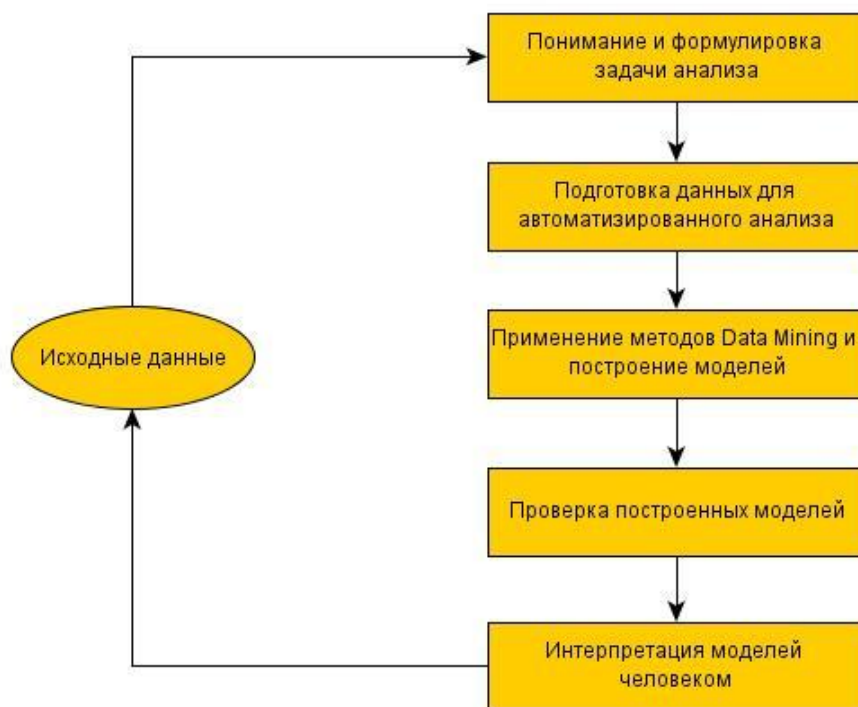 Понимание и формулировка
задачи анализа
Подготовка данных для
автоматизированного анализа
Исходные данные
Применение методов Data Mining и
построение моделей
Проверка построенных моделей
Интерпретация моделей
человеком